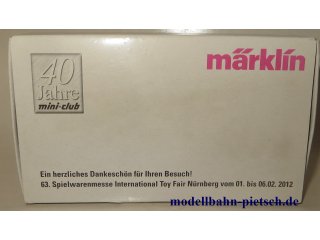 40
Jahre
mini-club
märklin
Ein herzliches Dankeschön für Ihren Besuch!
63. Spielwarenmesse International Toy Fair Nürnberg vom 01. bis 06.02. 2012
modellbahn-pietsch.de